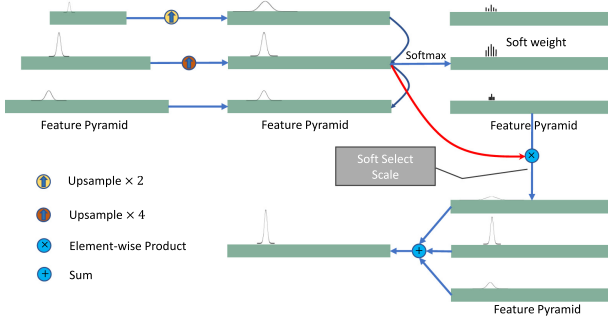 Softmax
Soft weight
Feature Pyramid
Feature Pyramid
Feature Pyramid
Soft Select
Scale
Upsample × 2
Upsample × 4
Element-wise Product
Sum
Feature Pyramid